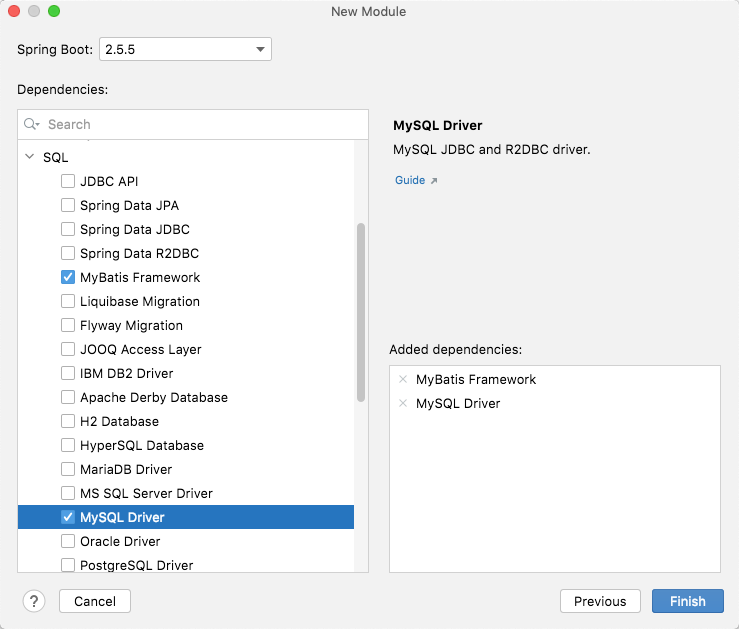 New Module
Spring Boot: 2.5.5
Dependencies:
Search
SQL
JDBC API
Spring Data JPA
Spring Data JDBC
Spring Data R2DBC
MyBatis Framework
Liquibase Migration
Flyway Migration
JOOQ Access Layer
IBM DB2 Driver
Apache Derby Database
H2 Database
HyperSQL Database
MariaDB Driver
MS SQL Server Driver
MySQL Driver
Oracle Driver
PostgreSQL Driver
MySQL Driver
MySQL JDBC and R2DBC driver.
Guide
Added dependencies:
MyBatis Framework
MySQL Driver
? Cancel Previous Finish